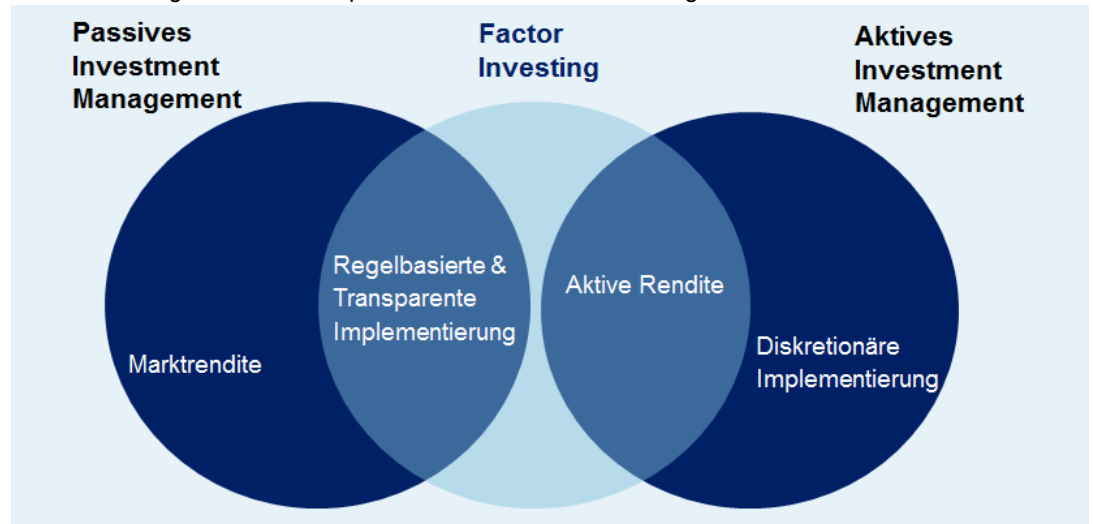 Passives
Investment
Management
Factor
Investing
Aktives
Investment
Management
Marktrendite
Regelbasierte &
Transparente
Implementierung
Aktive Rendite
Diskretionäre
Implementierung